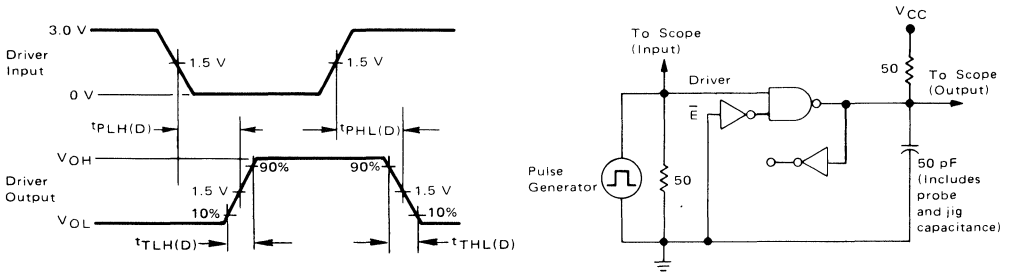 3.0 V
Driver
Input
1.5 V
1.5 V
0 V
tPLH(D)
tPHL(D)
VOH
90%
90%
Driver
Output
1.5 V
1.5 V
10%
10%
VOL
tTLH(D)
tTHL(D)
VCC
To Scope
(Input)
50
To Scope
(Output)
Driver
E
Pulse
Generator
50
50 pF
(Includes
probe
and jig
capacitance)